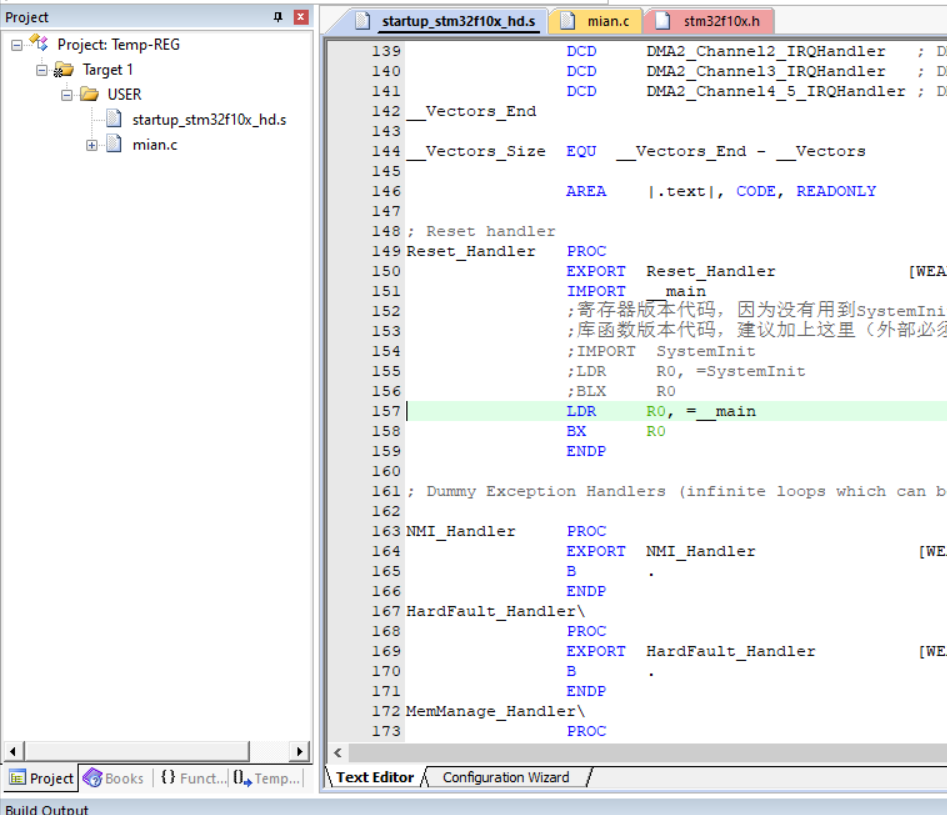 Project
Project: Temp-REG
Target 1
USER
startup_stm32f10x_hd.s
mian.c
Project
Books
{} Funct...
Temp...
startup_stm32f10x_hd.s
mian.c
stm32f10x.h
139 DCD DMA2_Channel2_IRQHandler ;
140 DCD DMA2_Channel3_IRQHandler ;
141 DCD DMA2_Channel4_5_IRQHandler ;
142 __Vectors_End
143
144 __Vectors_Size EQU __Vectors_End - __Vectors
145
146 AREA |.text|, CODE, READONLY
147
148 ; Reset handler
149 Reset_Handler PROC
150 EXPORT Reset_Handler [WEA
151 IMPORT __main
152 ;寄存器版本代码，因为没有用到SystemIni
153 ;库函数版本代码，建议加上这里（外部必须
154 ;IMPORT SystemInit
155 ;LDR R0, =SystemInit
156 ;BLX R0
157 LDR R0, =__main
158 BX R0
159 ENDP
160
161 ; Dummy Exception Handlers (infinite loops which can b
162
163 NMI_Handler PROC
164 EXPORT NMI_Handler [WE
165 B .
166 ENDP
167 HardFault_Handler\
168 PROC
169 EXPORT HardFault_Handler [WE
170 B .
171 ENDP
172 MemManage_Handler\
173 PROC
Text Editor
Configuration Wizard
Build Output